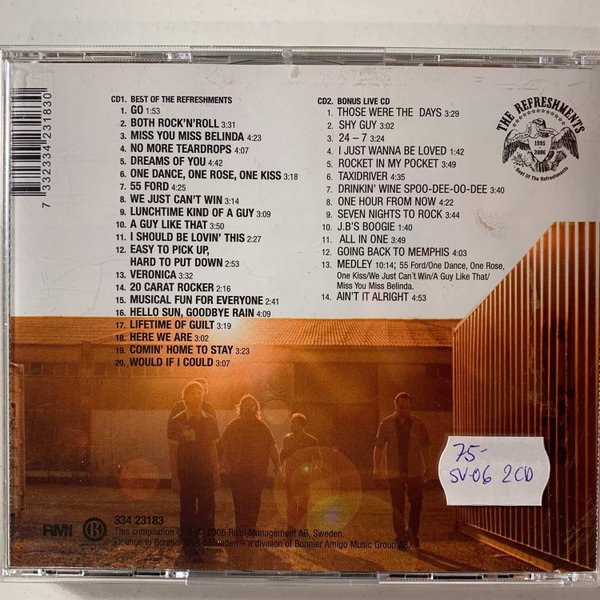 CD1. BEST OF THE REFRESHMENTS
1. GO 1:53
2. BOTH ROCK'N'ROLL 3:31
3. MISS YOU MISS BELINDA 4:23
4. NO MORE TEARDROPS 4:07
5. DREAMS OF YOU 4:42
6. ONE DANCE, ONE ROSE, ONE KISS 3:18
7. 55 FORD 4:25
8. WE JUST CAN'T WIN 3:14
9. LUNCHTIME KIND OF A GUY 3:09
10. A GUY LIKE THAT 3:50
11. I SHOULD BE LOVIN' THIS 2:27
12. EASY TO PICK UP,
HARD TO PUT DOWN 2:53
13. VERONICA 3:32
14. 20 CARAT ROCKER 2:16
15. MUSICAL FUN FOR EVERYONE 2:41
16. HELLO SUN, GOODBYE RAIN 4:09
17. LIFETIME OF GUILT 3:19
18. HERE WE ARE 3:02
19. COMIN' HOME TO STAY 3:23
20. WOULD IF I COULD 3:07
CD2. BONUS LIVE CD
1. THOSE WERE THE DAYS 3:29
2. SHY GUY 3:02
3. 24 – 7 3:24
4. I JUST WANNA BE LOVED 1:42
5. ROCKET IN MY POCKET 3:54
6. TAXIDRIVER 4:15
7. DRINKIN' WINE SPOO-DEE-OO-DEE 3:40
8. ONE HOUR FROM NOW 4:22
9. SEVEN NIGHTS TO ROCK 3:44
10. J.B'S BOOGIE 1:40
11. ALL IN ONE 3:49
12. GOING BACK TO MEMPHIS 4:03
13. MEDLEY 10:14; 55 Ford/One Dance, One Rose,
One Kiss/We Just Can't Win/A Guy Like That/
Miss You Miss Belinda.
14. AIN'T IT ALRIGHT 4:53
THE REFRESHMENTS
1995
2006
Best Of The Refreshments
7 332334 231830
75-
SV-06 2CD
RMI B 334 23183
This compilation ℗ & © 2006 Rival Management AB, Sweden.
Licence to Bonnier Sweden – a division of Bonnier Amigo Music Group AB.